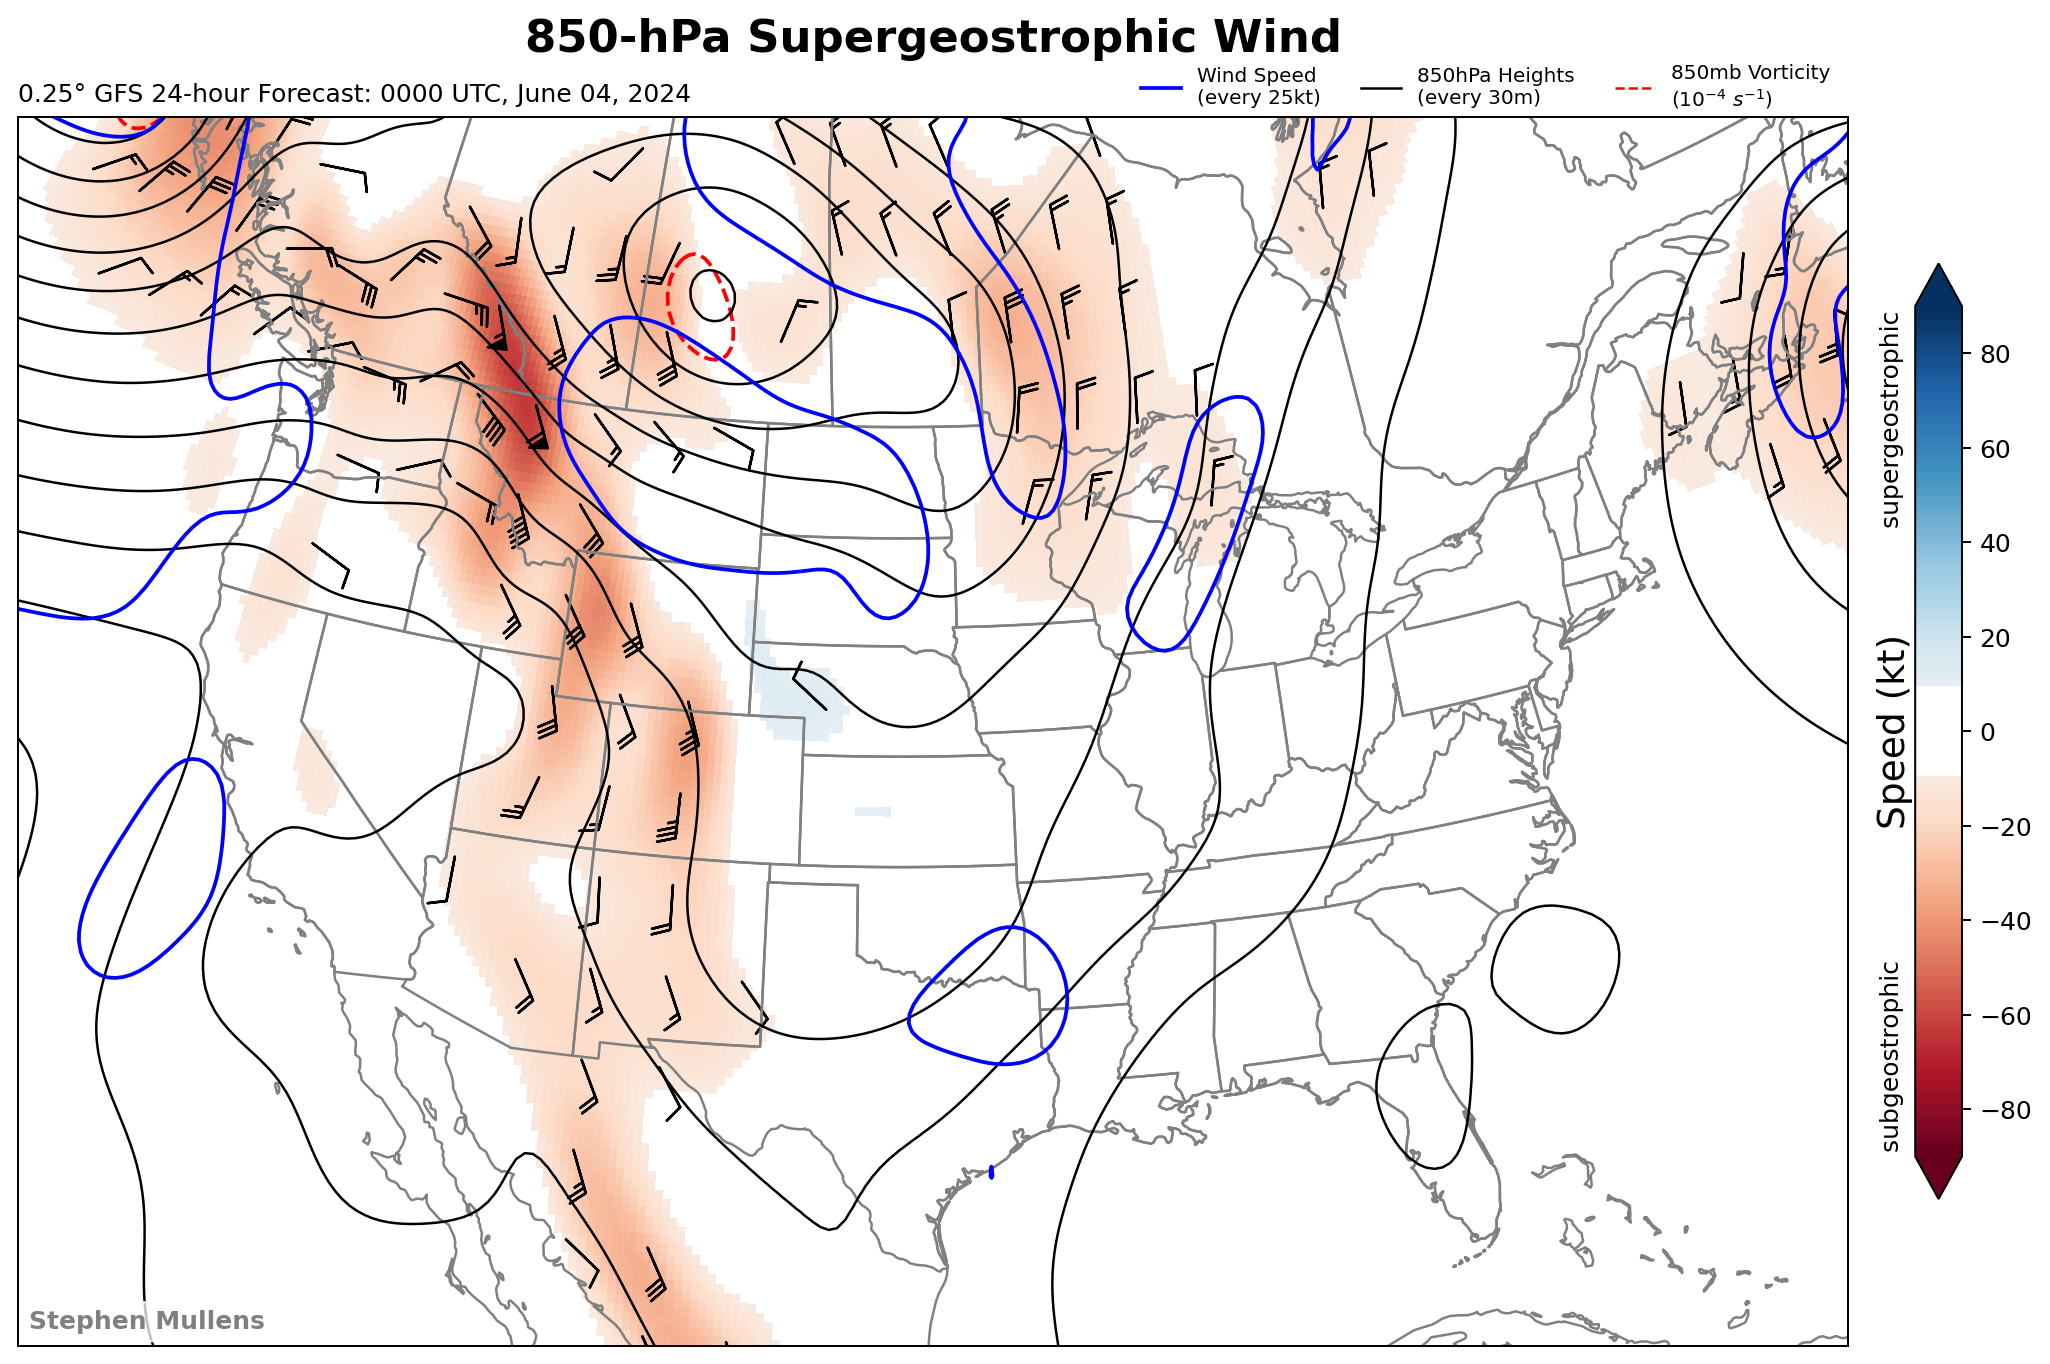 850-hPa Supergeostrophic Wind
0.25° GFS 24-hour Forecast: 0000 UTC, June 04, 2024
Wind Speed
(every 25kt)
850hPa Heights
(every 30m)
850mb Vorticity
(10⁻⁴ s⁻¹)
supergeostrophic
subgeostrophic
Speed (kt)
80
60
40
20
0
−20
−40
−60
−80
Stephen Mullens